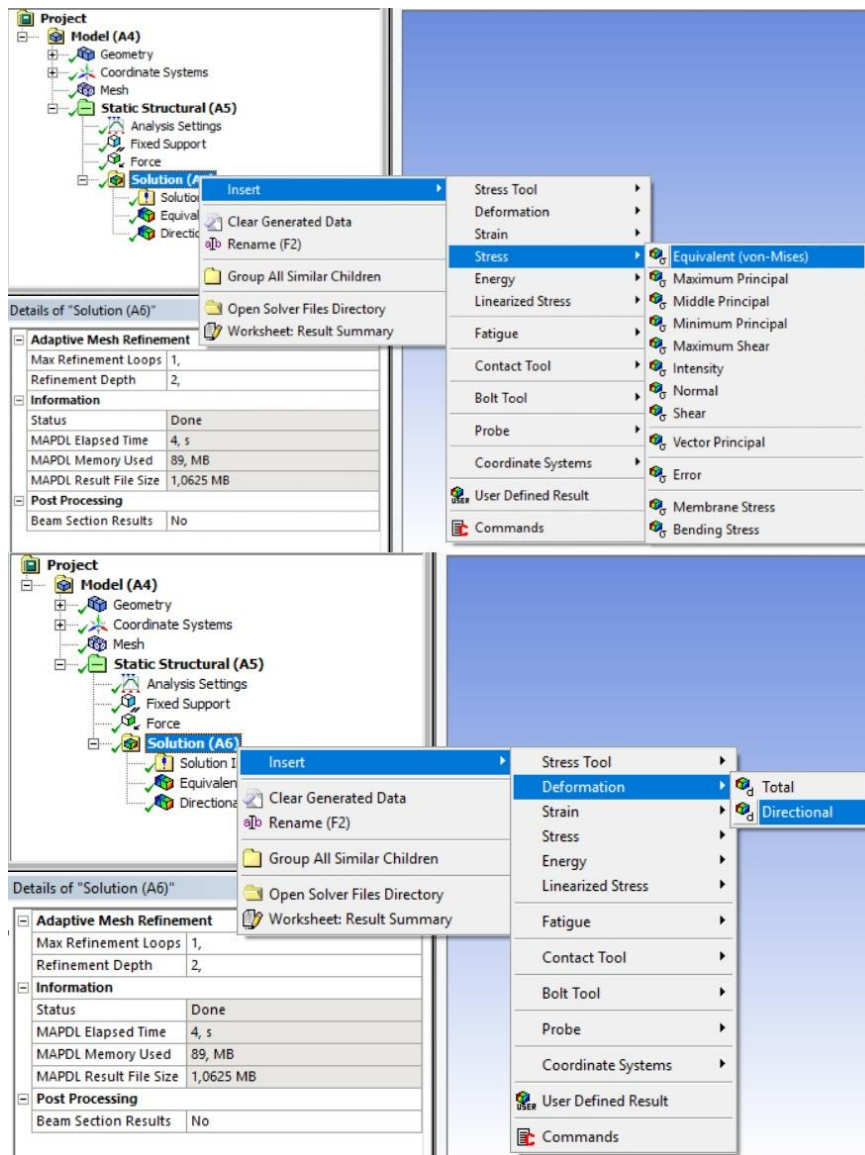 Project
Model (A4)
Geometry
Coordinate Systems
Mesh
Static Structural (A5)
Analysis Settings
Fixed Support
Force
Solution (A
Solutio
Equival
Directio
Insert
Clear Generated Data
Rename (F2)
Group All Similar Children
Open Solver Files Directory
Worksheet: Result Summary
Stress Tool
Deformation
Strain
Stress
Energy
Linearized Stress
Fatigue
Contact Tool
Bolt Tool
Probe
Coordinate Systems
User Defined Result
Commands
Equivalent (von-Mises)
Maximum Principal
Middle Principal
Minimum Principal
Maximum Shear
Intensity
Normal
Shear
Vector Principal
Error
Membrane Stress
Bending Stress
Details of "Solution (A6)"
Adaptive Mesh Refinement
Max Refinement Loops 1,
Refinement Depth 2,
Information
Status Done
MAPDL Elapsed Time 4, s
MAPDL Memory Used 89, MB
MAPDL Result File Size 1,0625 MB
Post Processing
Beam Section Results No
Project
Model (A4)
Geometry
Coordinate Systems
Mesh
Static Structural (A5)
Analysis Settings
Fixed Support
Force
Solution (A6)
Solution I
Equivalen
Directiona
Insert
Clear Generated Data
Rename (F2)
Group All Similar Children
Open Solver Files Directory
Worksheet: Result Summary
Stress Tool
Deformation
Strain
Stress
Energy
Linearized Stress
Fatigue
Contact Tool
Bolt Tool
Probe
Coordinate Systems
User Defined Result
Commands
Total
Directional
Details of "Solution (A6)"
Adaptive Mesh Refinement
Max Refinement Loops 1,
Refinement Depth 2,
Information
Status Done
MAPDL Elapsed Time 4, s
MAPDL Memory Used 89, MB
MAPDL Result File Size 1,0625 MB
Post Processing
Beam Section Results No